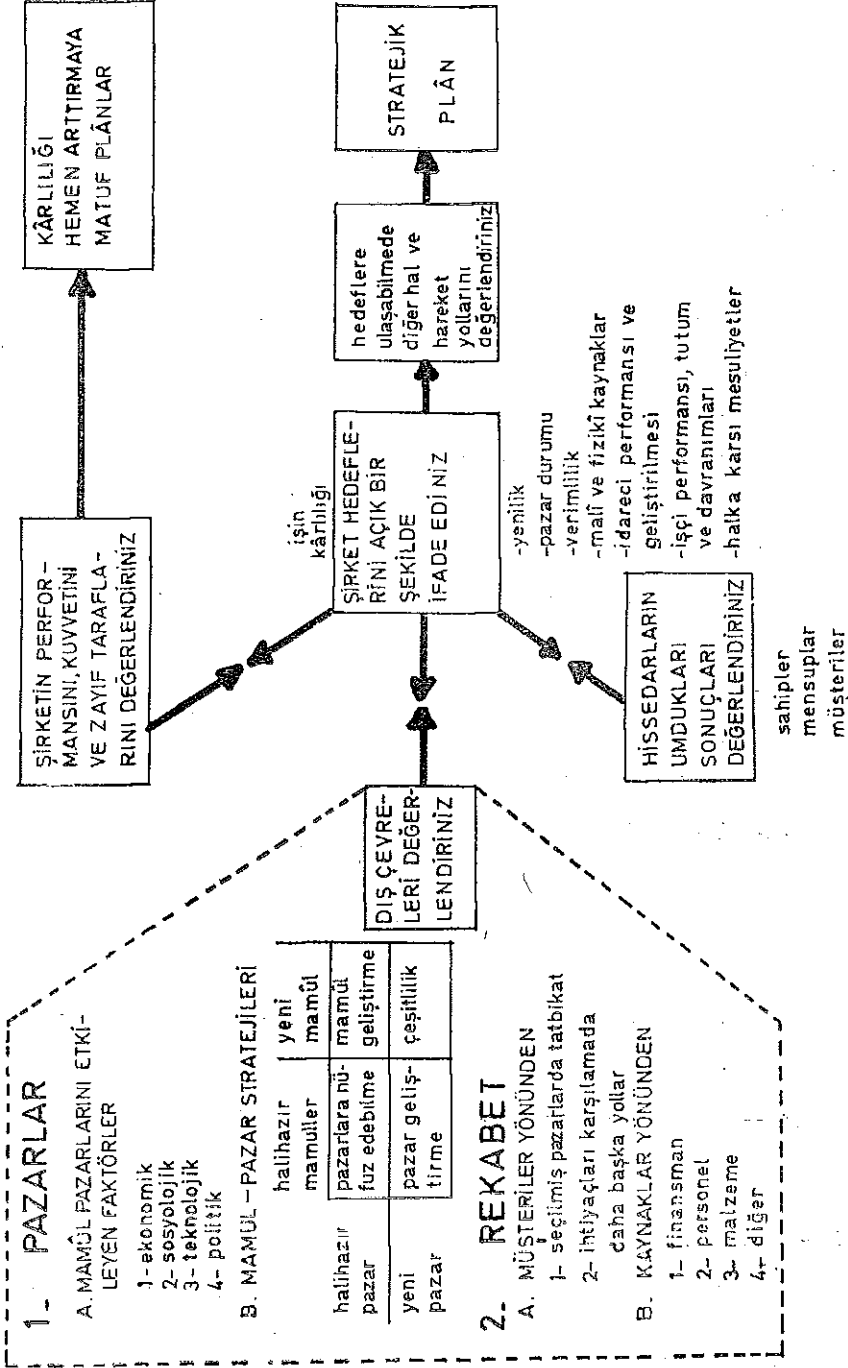 1_ PAZARLAR
A. MAMÛL PAZARLARINI ETKİ-
LEYEN FAKTÖRLER
1- ekonomik
2- sosyolojik
3- teknolojik
4- politik
B. MAMÛL - PAZAR STRATEJİLERİ
halihazır
mamuller
yeni
mamûl
halihazır
pazar
pazarlara nü-
fuz edebilme
mamûl
geliştirme
yeni
pazar
pazar geliş-
tirme
çeşitlilik
2_ REKABET
A. MÜŞTERİLER YÖNÜNDEN
1- seçilmiş pazarlarda tatbikat
2- ihtiyaçları karşılamada
daha başka yollar
B. KAYNAKLAR YÖNÜNDEN
1- finansman
2- personel
3- malzeme
4- diğer
DIŞ ÇEVRE-
LERİ DEĞER-
LENDİRİNİZ
ŞİRKETİN PERFOR-
MANSINI, KUVVETİNİ
VE ZAYIF TARAFLA-
RINI DEĞERLENDİRİNİZ
KÂRLILIĞI
HEMEN ARTTIRMAYA
MATUF PLÂNLAR
işin
kârlılığı
ŞİRKET HEDEFLE-
RİNİ AÇIK BİR
ŞEKİLDE
İFADE EDİNİZ
-yenilik
-pazar durumu
-verimlilik
-malî ve fizikî kaynaklar
-idareci performansı ve
geliştirilmesi
-işçi performansı, tutum
ve davranımları
-halka karsı mesuliyetler
hedeflere
ulaşabilmede
diğer hal ve
hareket
yollarını
değerlendiriniz
STRATEJİK
PLÂN
HİSSEDARLARIN
UMDUKLARI
SONUÇLARI
DEĞERLENDİRİNİZ
sahipler
mensuplar
müşteriler